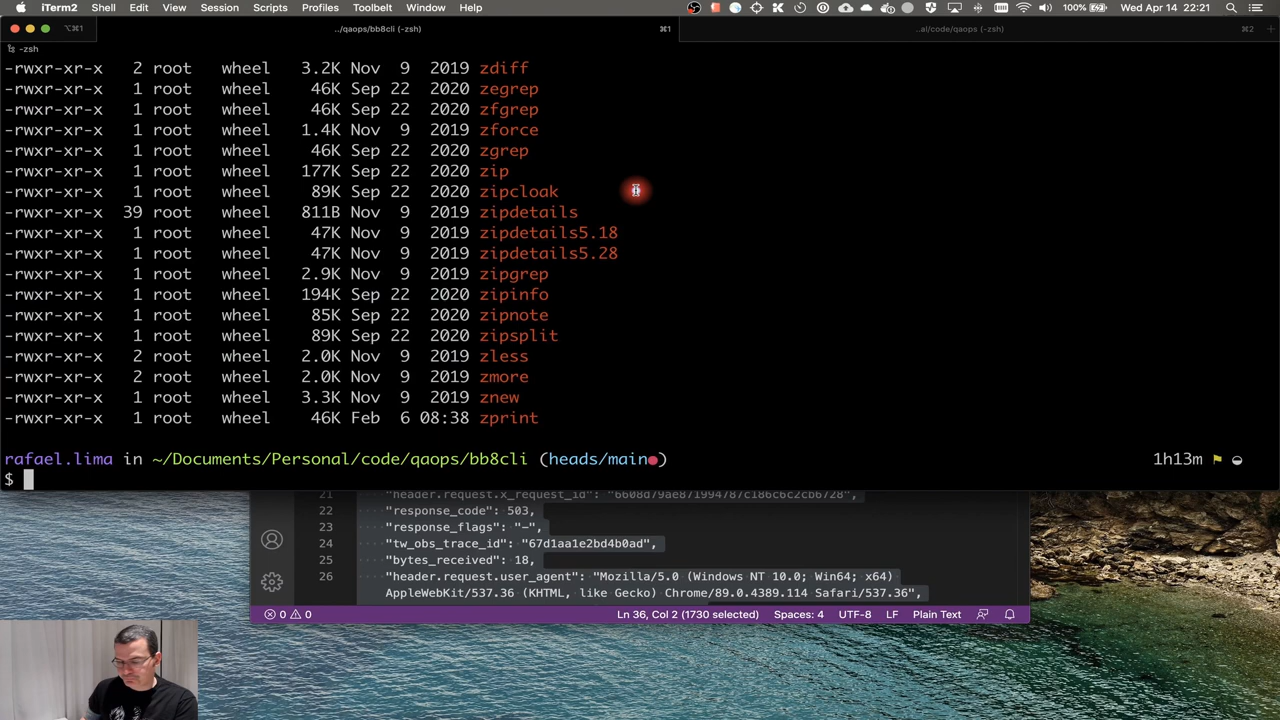 iTerm2 Shell Edit View Session Scripts Profiles Toolbelt Window Help 100% Wed Apr 14 22:21
⌥⌘1 ../qaops/bb8cli (-zsh) ⌘1 ..al/code/qaops (-zsh) ⌘2 +
-zsh
-rwxr-xr-x 2 root wheel 3.2K Nov 9 2019 zdiff
-rwxr-xr-x 1 root wheel 46K Sep 22 2020 zegrep
-rwxr-xr-x 1 root wheel 46K Sep 22 2020 zfgrep
-rwxr-xr-x 1 root wheel 1.4K Nov 9 2019 zforce
-rwxr-xr-x 1 root wheel 46K Sep 22 2020 zgrep
-rwxr-xr-x 1 root wheel 177K Sep 22 2020 zip
-rwxr-xr-x 1 root wheel 89K Sep 22 2020 zipcloak
-rwxr-xr-x 39 root wheel 811B Nov 9 2019 zipdetails
-rwxr-xr-x 1 root wheel 47K Nov 9 2019 zipdetails5.18
-rwxr-xr-x 1 root wheel 47K Nov 9 2019 zipdetails5.28
-rwxr-xr-x 1 root wheel 2.9K Nov 9 2019 zipgrep
-rwxr-xr-x 1 root wheel 194K Sep 22 2020 zipinfo
-rwxr-xr-x 1 root wheel 85K Sep 22 2020 zipnote
-rwxr-xr-x 1 root wheel 89K Sep 22 2020 zipsplit
-rwxr-xr-x 2 root wheel 2.0K Nov 9 2019 zless
-rwxr-xr-x 2 root wheel 2.0K Nov 9 2019 zmore
-rwxr-xr-x 1 root wheel 3.3K Nov 9 2019 znew
-rwxr-xr-x 1 root wheel 46K Feb 6 08:38 zprint
rafael.lima in ~/Documents/Personal/code/qaops/bb8cli (heads/main●) 1h13m
$
21 "header.request.x_request_id": "6608d79ae871994787c186c6c2cb6728",
22 "response_code": 503,
23 "response_flags": "-",
24 "tw_obs_trace_id": "67d1aa1e2bd4b0ad",
25 "bytes_received": 18,
26 "header.request.user_agent": "Mozilla/5.0 (Windows NT 10.0; Win64; x64)
AppleWebKit/537.36 (KHTML, like Gecko) Chrome/89.0.4389.114 Safari/537.36",
0 0 Ln 36, Col 2 (1730 selected) Spaces: 4 UTF-8 LF Plain Text